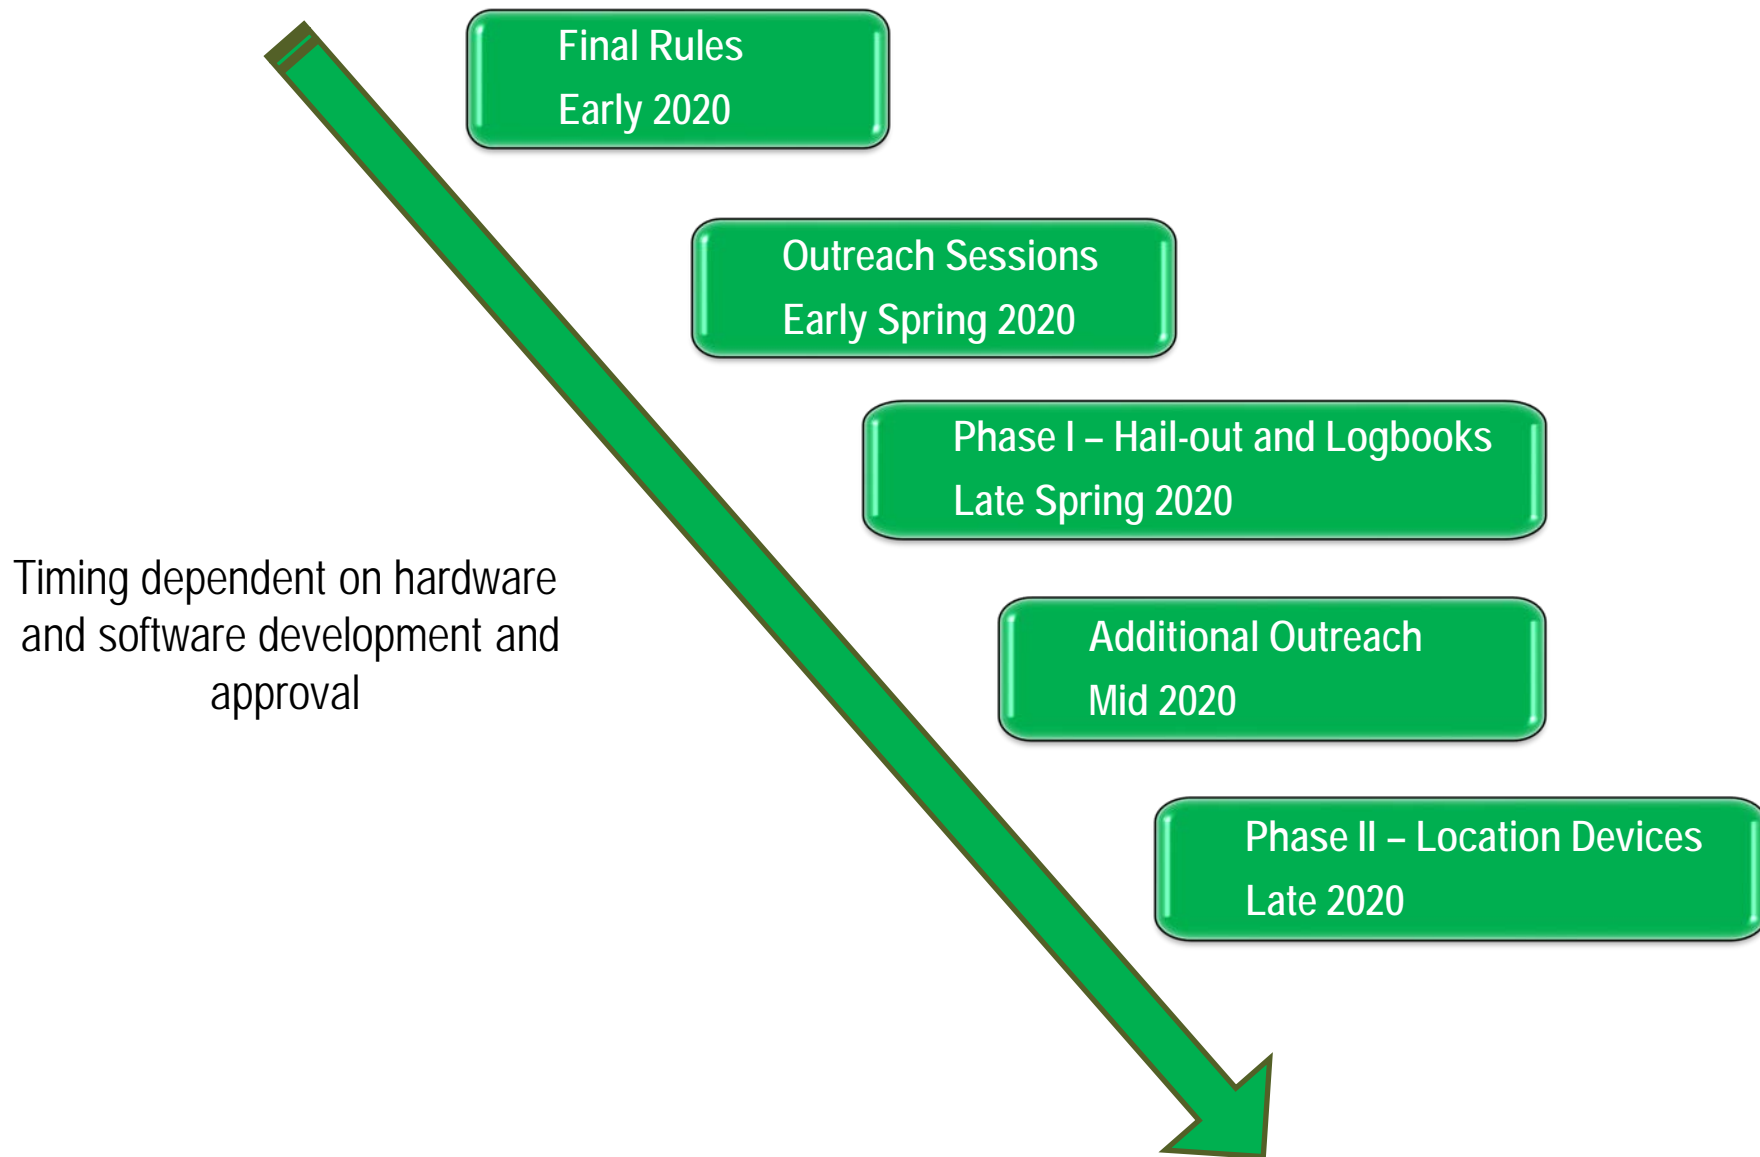 Final Rules
Early 2020
Outreach Sessions
Early Spring 2020
Phase I – Hail-out and Logbooks
Late Spring 2020
Timing dependent on hardware
and software development and
approval
Additional Outreach
Mid 2020
Phase II – Location Devices
Late 2020